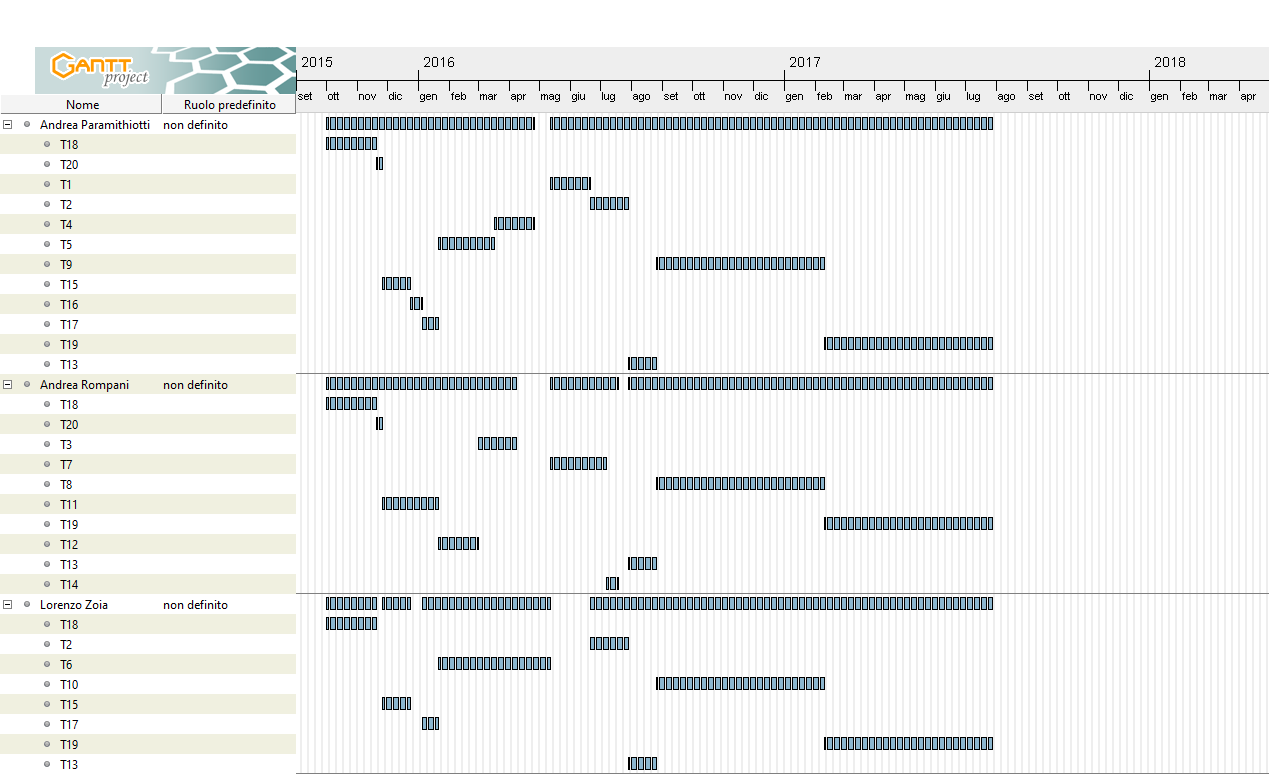 GANTT
project
2015 2016 2017 2018
set ott nov dic gen feb mar apr mag giu lug ago set ott nov dic gen feb mar apr mag giu lug ago set ott nov dic gen feb mar apr
Nome Ruolo predefinito
Andrea Paramithiotti non definito
T18
T20
T1
T2
T4
T5
T9
T15
T16
T17
T19
T13
Andrea Rompani non definito
T18
T20
T3
T7
T8
T11
T19
T12
T13
T14
Lorenzo Zoia non definito
T18
T2
T6
T10
T15
T17
T19
T13